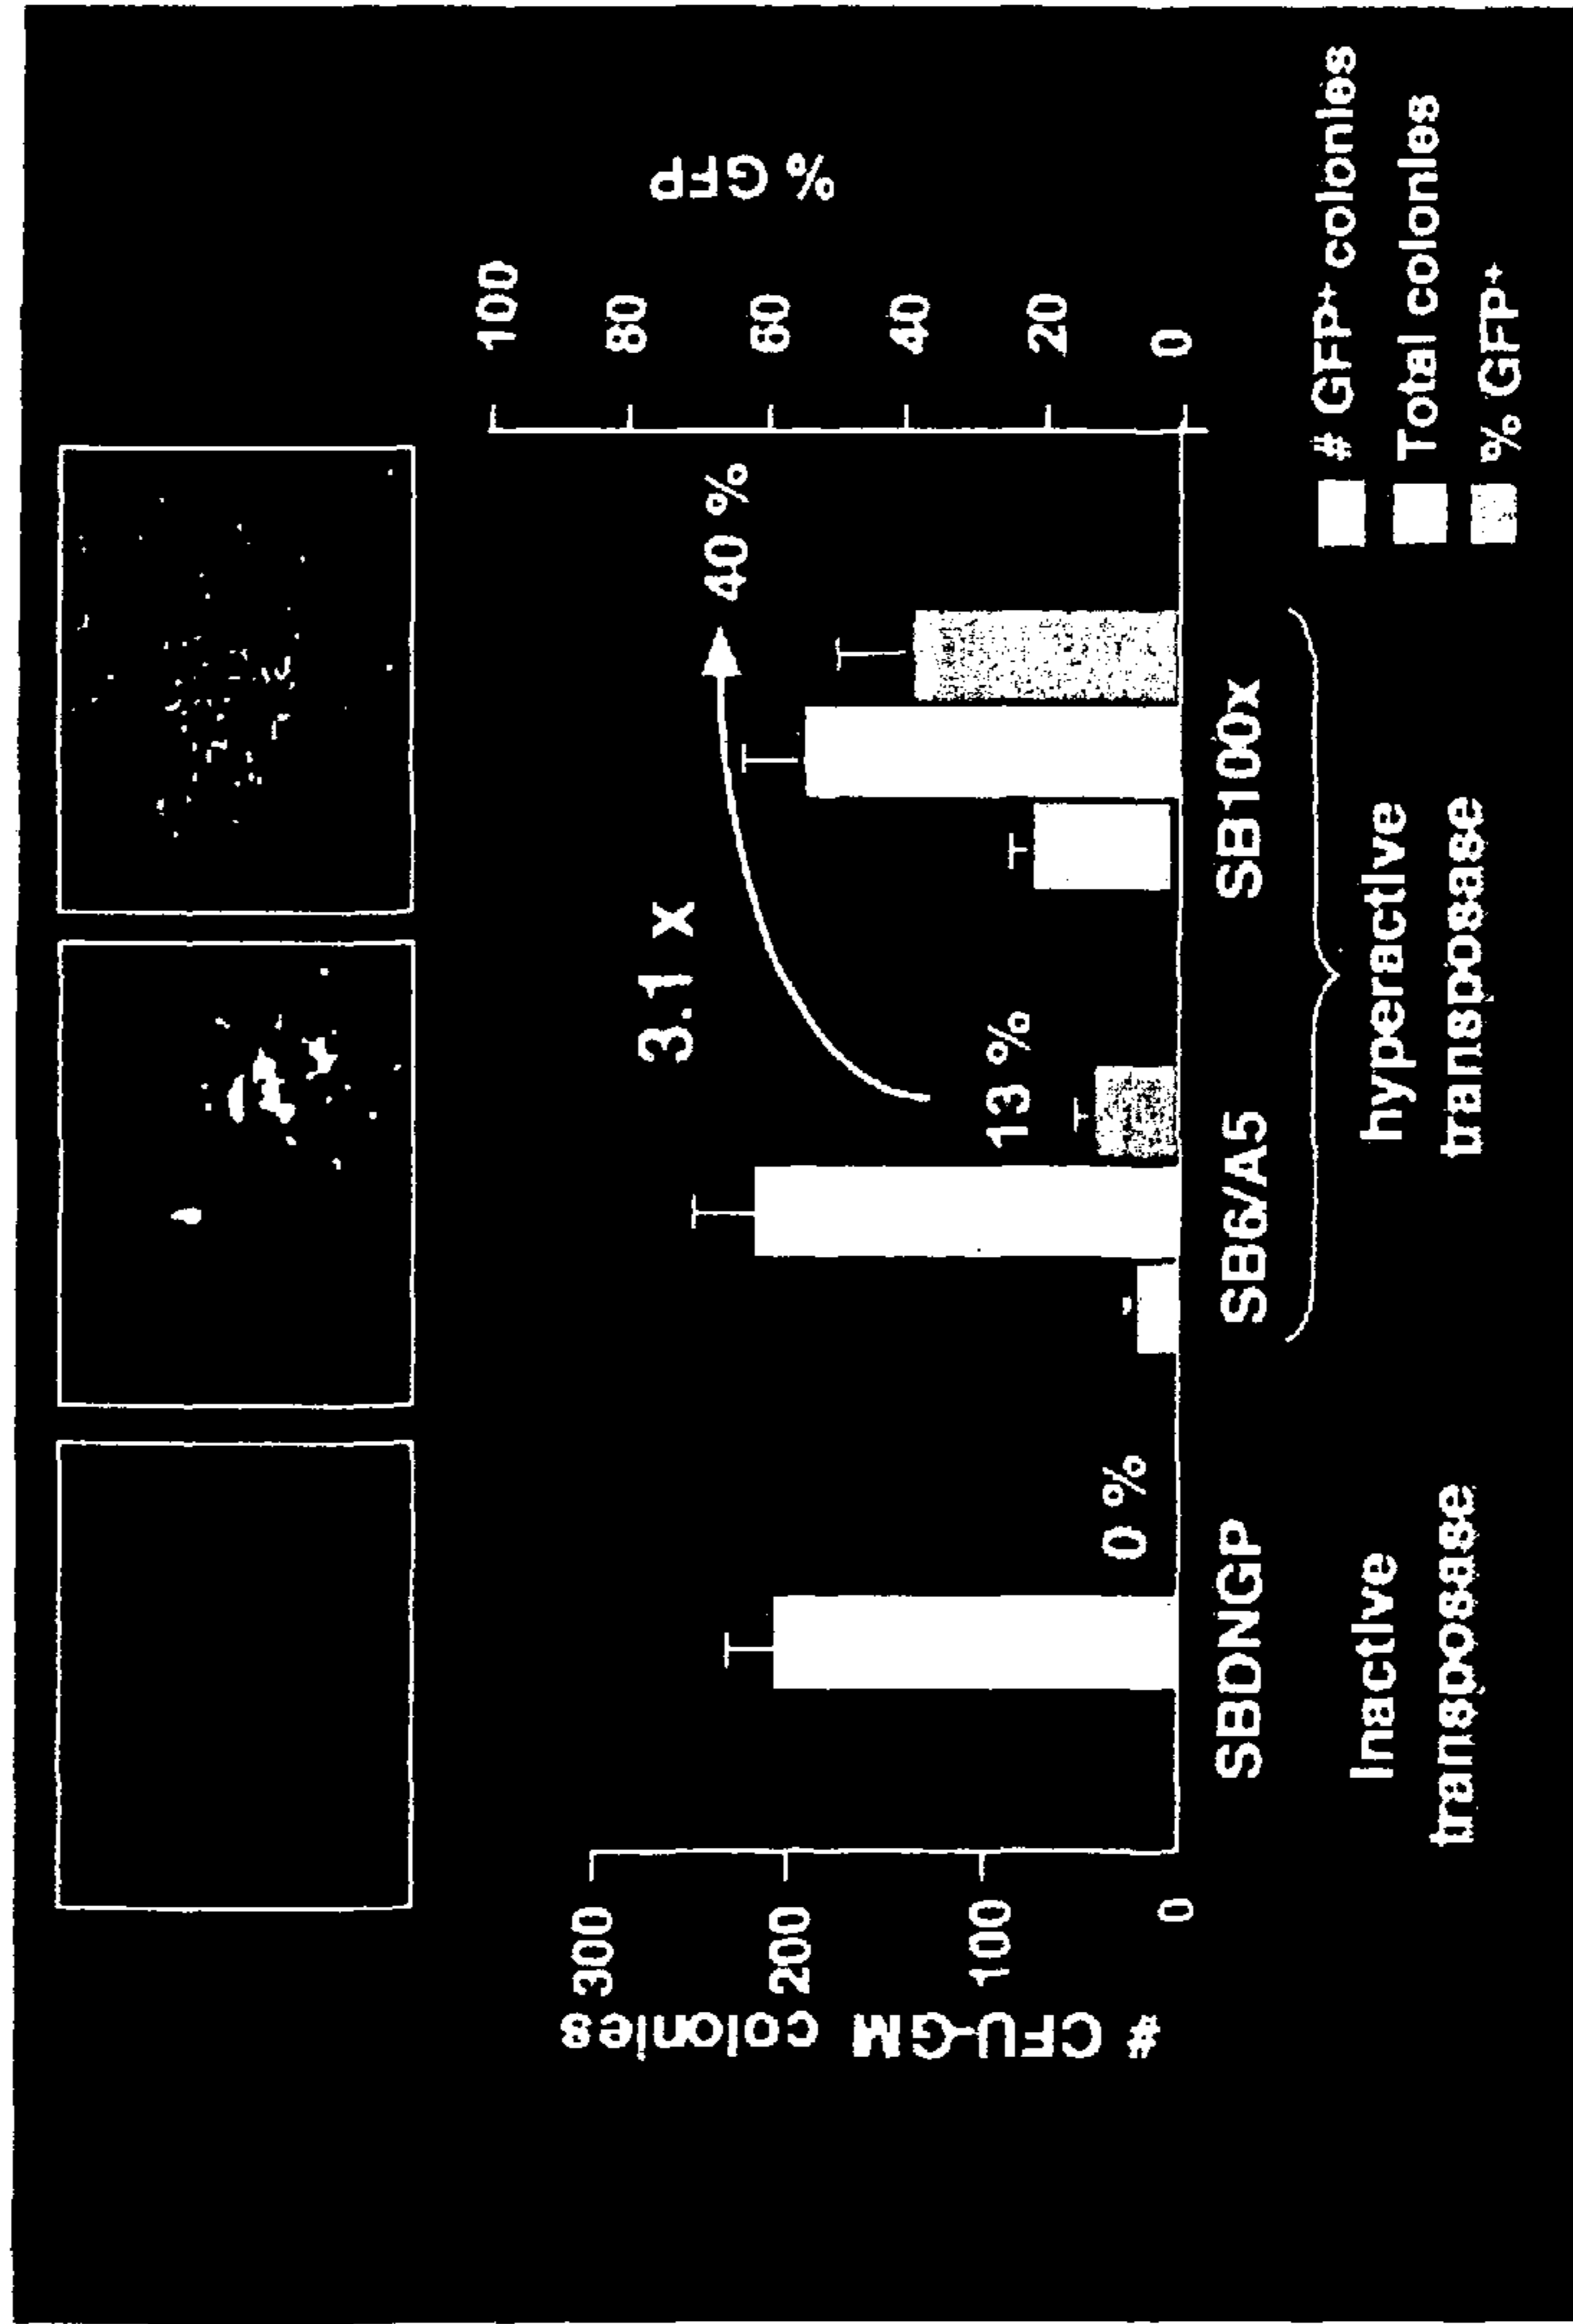 # CFU-GM colonies
300
200
100
0
% GFP
100
80
60
40
20
0
3.1 X
0 %
13 %
40 %
SBDNGP
SB6/A5
SB100x
Inactive
transposase
hyperactive
transposase
# GFP+ colonies
Total colonies
% GFP+